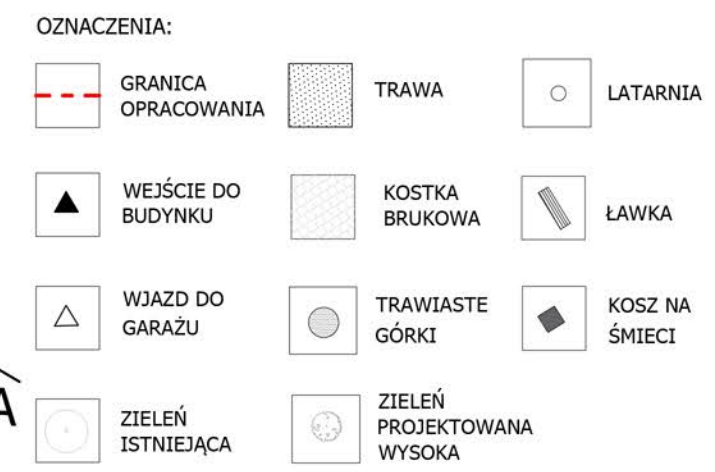 OZNACZENIA:
GRANICA
OPRACOWANIA
TRAWA
LATARNIA
WEJŚCIE DO
BUDYNKU
KOSTKA
BRUKOWA
ŁAWKA
WJAZD DO
GARAŻU
TRAWIASTE
GÓRKI
KOSZ NA
ŚMIECI
A
ZIELEŃ
ISTNIEJĄCA
ZIELEŃ
PROJEKTOWANA
WYSOKA